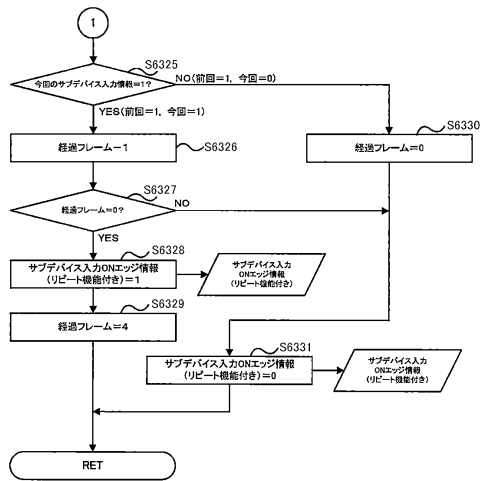 1
S6325
今回のサブデバイス入力情報=1?
NO(前回=1, 今回=0)
YES(前回=1, 今回=1)
S6330
経過フレーム-1
S6326
経過フレーム=0
S6327
経過フレーム=0?
NO
YES
S6328
サブデバイス入力ONエッジ情報
(リピート機能付き)=1
サブデバイス入力
ONエッジ情報
(リピート機能付き)
S6329
経過フレーム=4
S6331
サブデバイス入力ONエッジ情報
(リピート機能付き)=0
サブデバイス入力
ONエッジ情報
(リピート機能付き)
RET